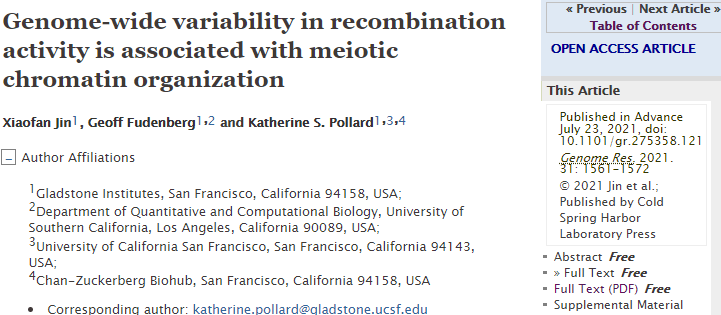 Genome-wide variability in recombination
activity is associated with meiotic
chromatin organization
Xiaofan Jin1, Geoff Fudenberg1,2 and Katherine S. Pollard1,3,4
− Author Affiliations
1Gladstone Institutes, San Francisco, California 94158, USA;
2Department of Quantitative and Computational Biology, University of
Southern California, Los Angeles, California 90089, USA;
3University of California San Francisco, San Francisco, California 94143,
USA;
4Chan-Zuckerberg Biohub, San Francisco, California 94158, USA
• Corresponding author: katherine.pollard@gladstone.ucsf.edu
« Previous | Next Article »
Table of Contents
OPEN ACCESS ARTICLE
This Article
Published in Advance
July 23, 2021, doi:
10.1101/gr.275358.121
Genome Res. 2021.
31: 1561-1572
© 2021 Jin et al.;
Published by Cold
Spring Harbor
Laboratory Press
Abstract Free
» Full Text Free
Full Text (PDF) Free
Supplemental Material